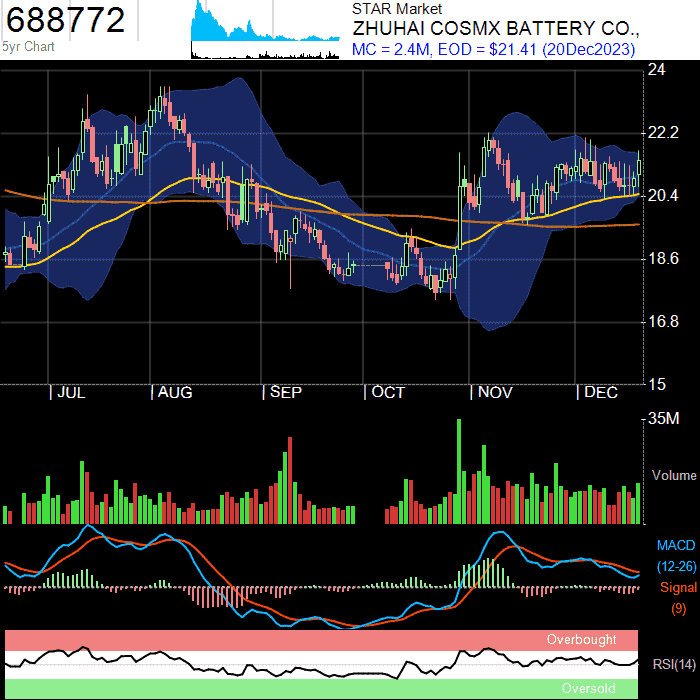 688772
5yr Chart
STAR Market
ZHUHAI COSMX BATTERY CO.,
MC = 2.4M, EOD = $21.41 (20Dec2023)
24
22.2
20.4
18.6
16.8
15
| JUL | AUG | SEP | OCT | NOV | DEC
35M
Volume
MACD
(12-26)
Signal
(9)
Overbought
RSI(14)
Oversold